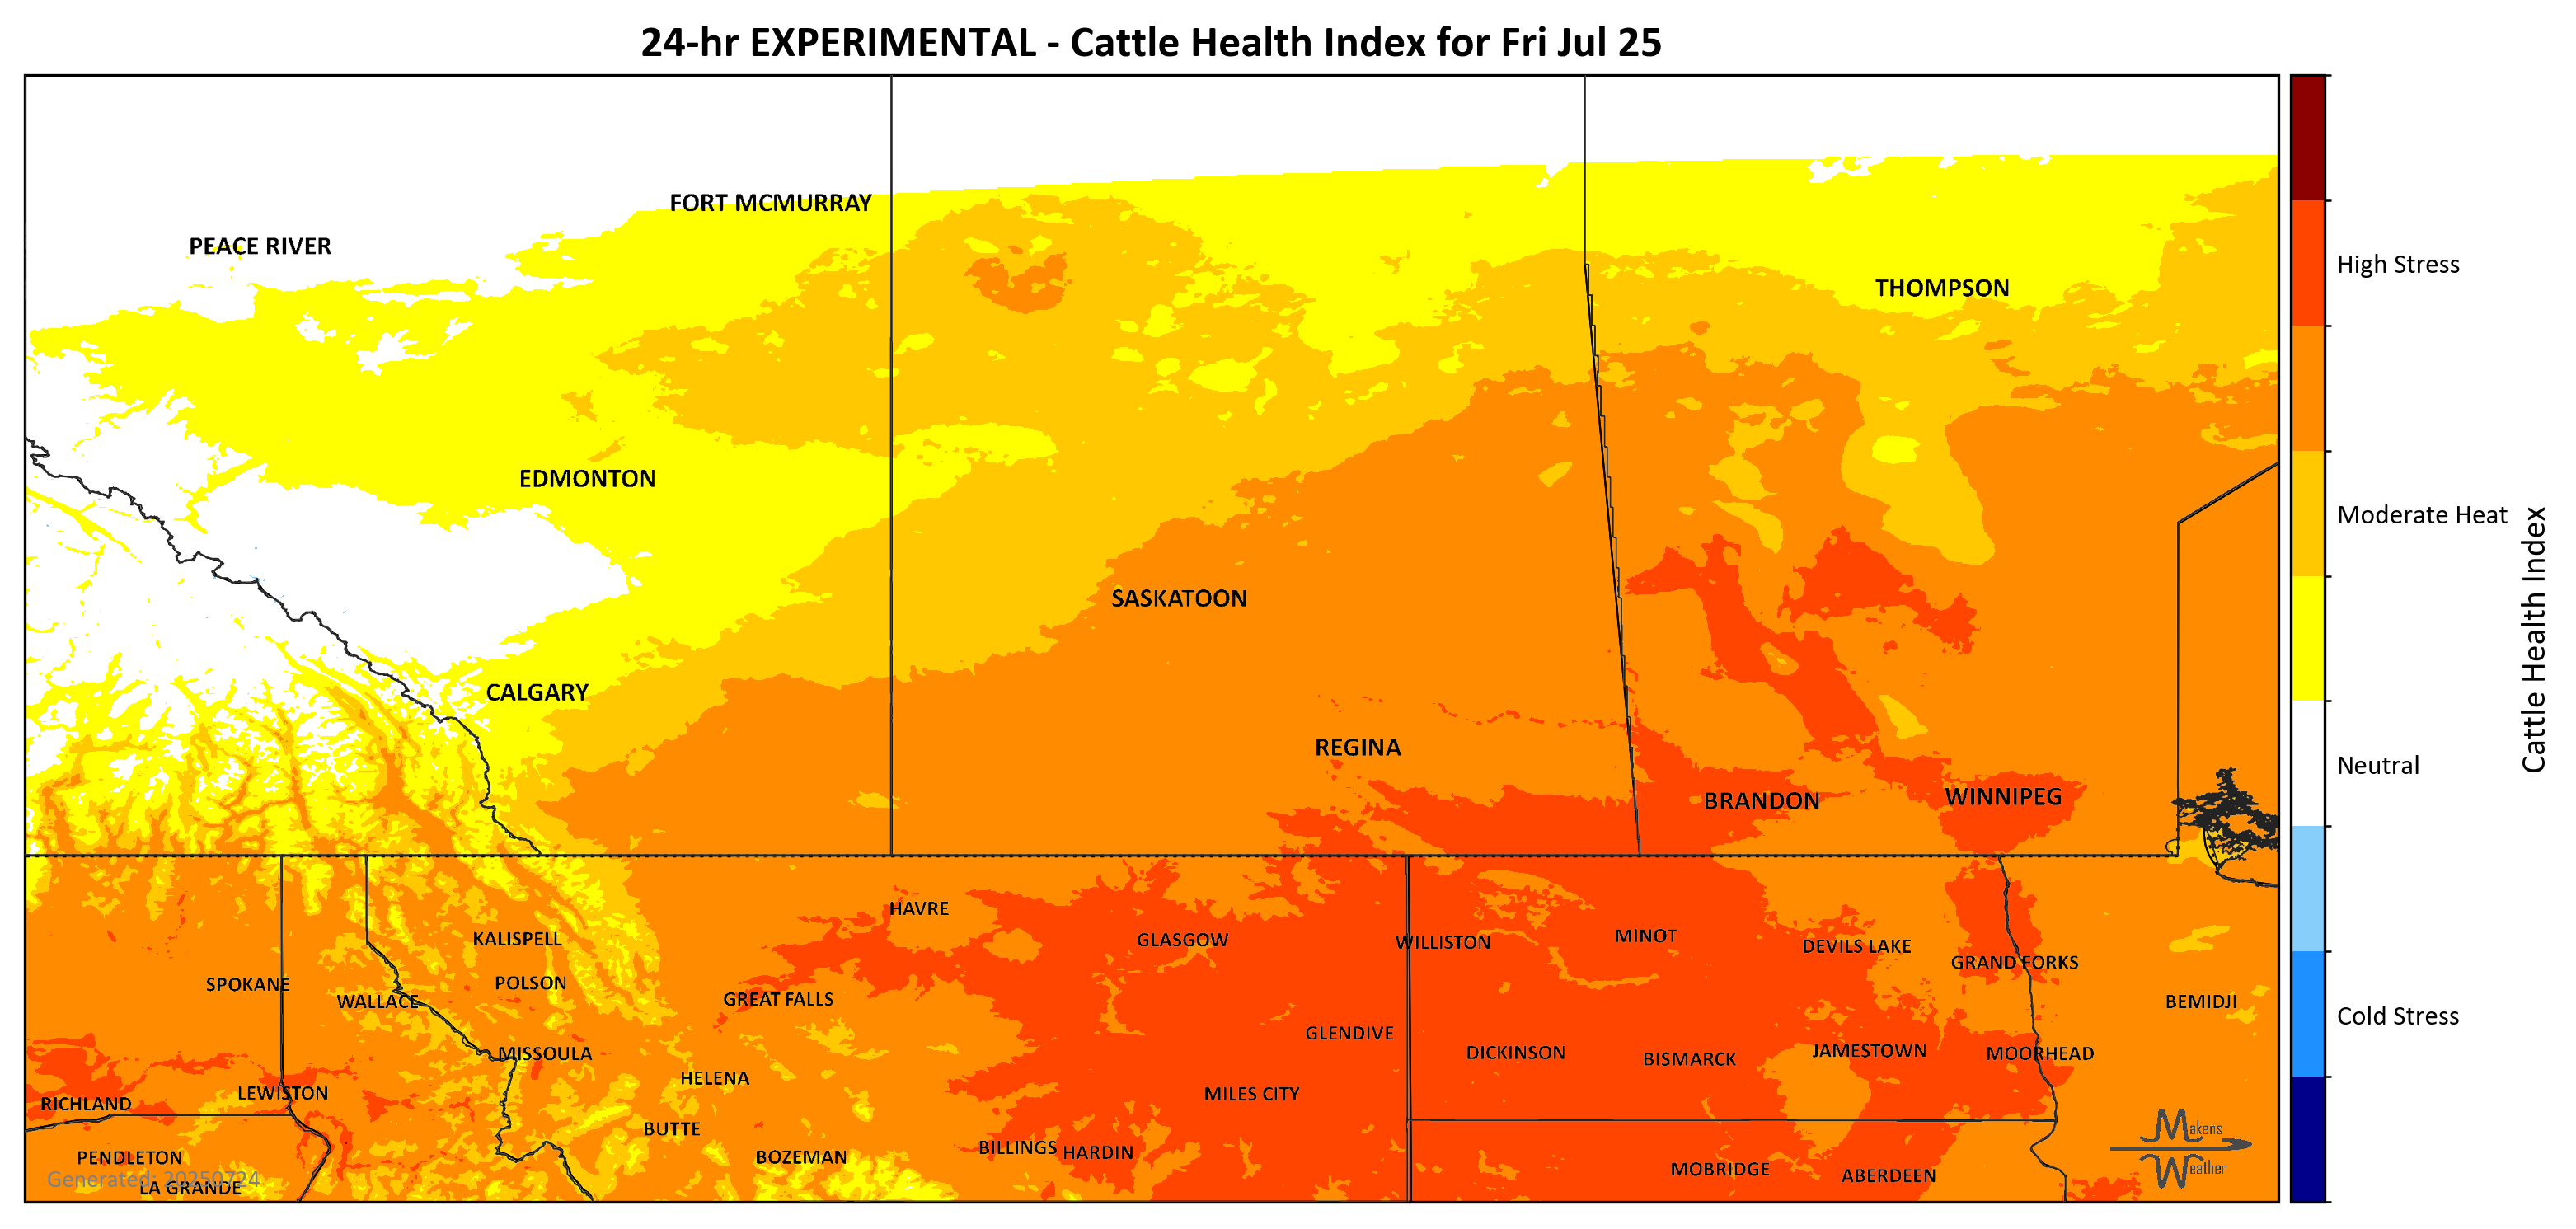 24-hr EXPERIMENTAL - Cattle Health Index for Fri Jul 25
FORT MCMURRAY
PEACE RIVER
THOMPSON
EDMONTON
SASKATOON
CALGARY
REGINA
BRANDON
WINNIPEG
HAVRE
KALISPELL
GLASGOW
WILLISTON
MINOT
DEVILS LAKE
GRAND FORKS
SPOKANE
POLSON
WALLACE
GREAT FALLS
BEMIDJI
GLENDIVE
MISSOULA
DICKINSON
BISMARCK
JAMESTOWN
MOORHEAD
HELENA
LEWISTON
MILES CITY
RICHLAND
BUTTE
BILLINGS
HARDIN
PENDLETON
BOZEMAN
MOBRIDGE
ABERDEEN
Generated: 20250724
LA GRANDE
Makens
Weather
High Stress
Moderate Heat
Neutral
Cold Stress
Cattle Health Index